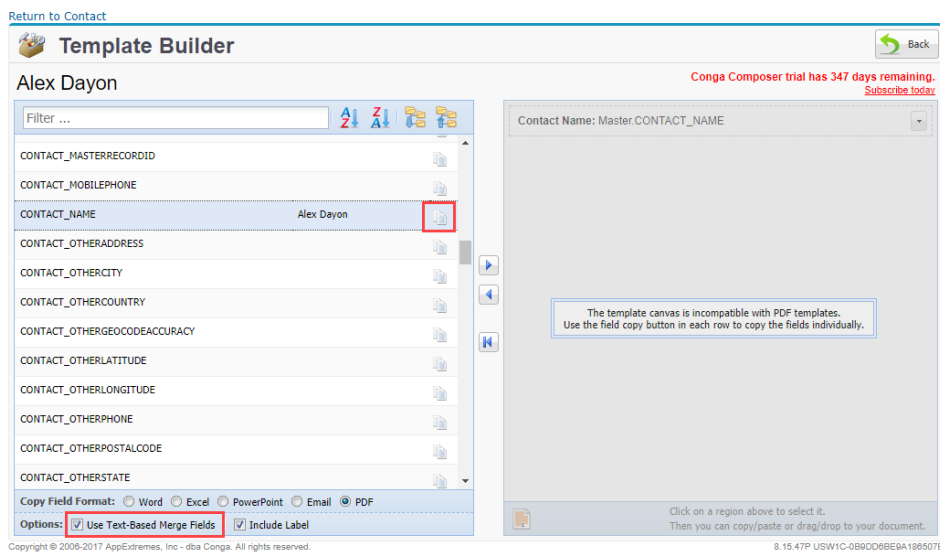 Return to Contact
Template Builder
Back
Alex Dayon
Conga Composer trial has 347 days remaining.
Subscribe today
Filter ...
A
Z
Z
A
Contact Name: Master.CONTACT_NAME
CONTACT_MASTERRECORDID
CONTACT_MOBILEPHONE
CONTACT_NAME Alex Dayon
CONTACT_OTHERADDRESS
CONTACT_OTHERCITY
CONTACT_OTHERCOUNTRY
CONTACT_OTHERGEOCODEACCURACY
CONTACT_OTHERLATITUDE
CONTACT_OTHERLONGITUDE
CONTACT_OTHERPHONE
CONTACT_OTHERPOSTALCODE
CONTACT_OTHERSTATE
The template canvas is incompatible with PDF templates.
Use the field copy button in each row to copy the fields individually.
Copy Field Format: Word Excel PowerPoint Email PDF
Options: Use Text-Based Merge Fields Include Label
Click on a region above to select it.
Then you can copy/paste or drag/drop to your document.
Copyright © 2006-2017 AppExtremes, Inc - dba Conga. All rights reserved.
8.15.47P USW1C-0B9DD6BE9A186507B